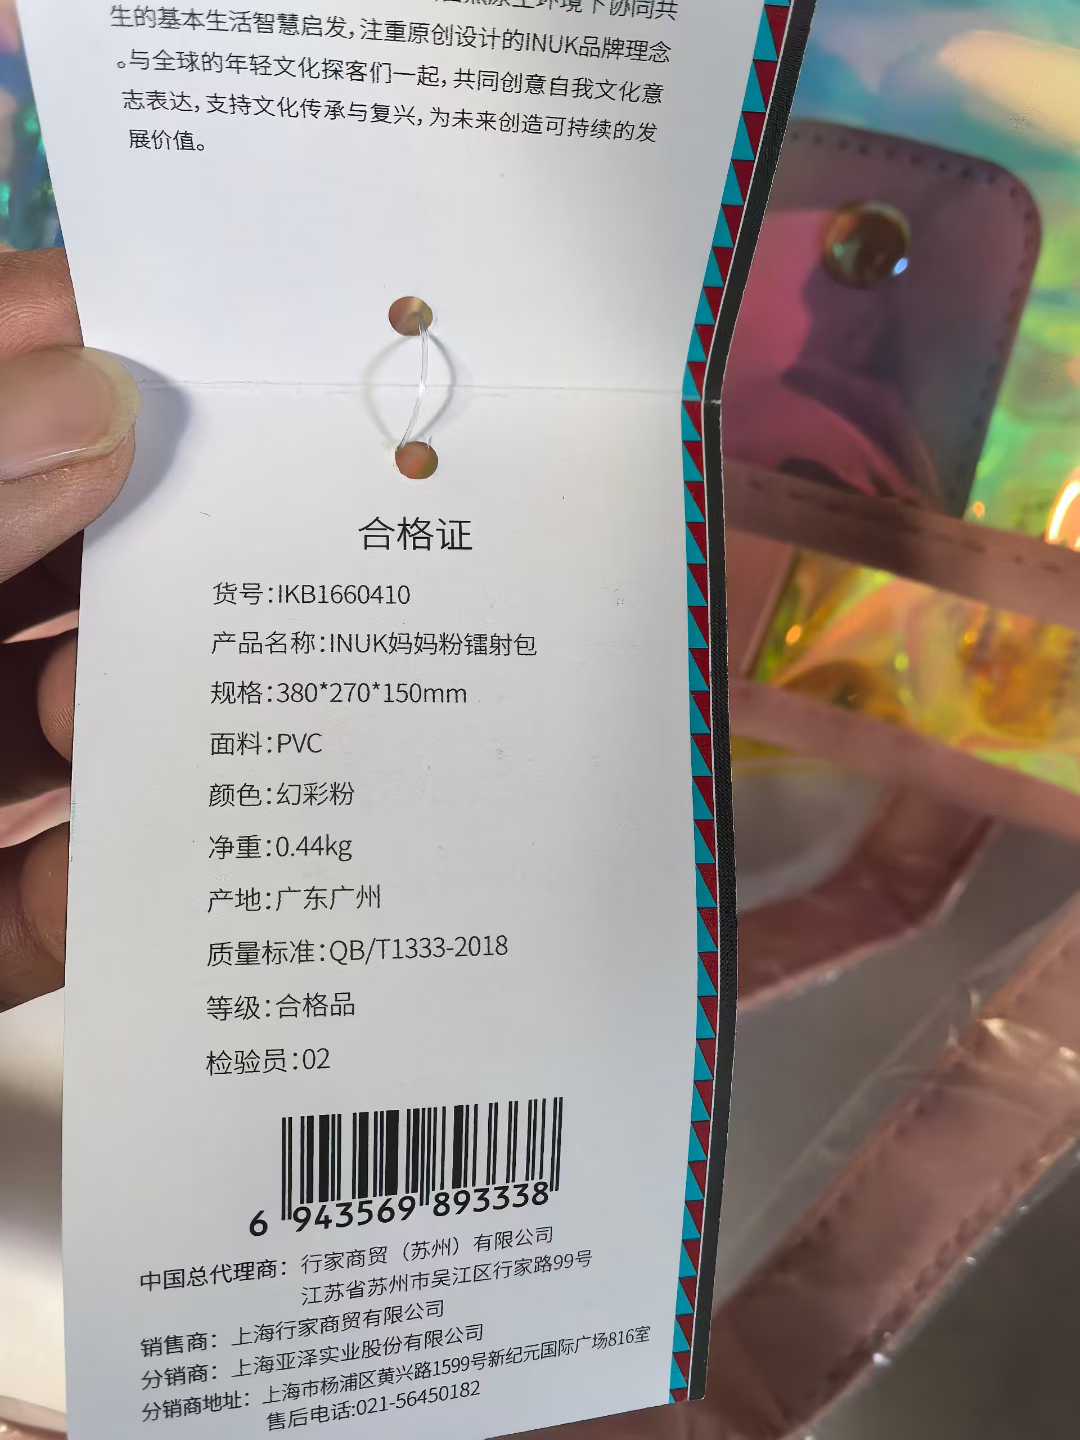 原生环境下协同共
生的基本生活智慧启发，注重原创设计的INUK品牌理念
。与全球的年轻文化探客们一起，共同创意自我文化意
志表达，支持文化传承与复兴，为未来创造可持续的发
展价值。
合格证
货号：IKB1660410
产品名称：INUK妈妈粉镭射包
规格：380*270*150mm
面料：PVC
颜色：幻彩粉
净重：0.44kg
产地：广东广州
质量标准：QB/T1333-2018
等级：合格品
检验员：02
6 943569 893338
中国总代理商：行家商贸（苏州）有限公司
江苏省苏州市吴江区行家路99号
销售商：上海行家商贸有限公司
分销商：上海亚泽实业股份有限公司
分销商地址：上海市杨浦区黄兴路1599号新纪元国际广场816室
售后电话:021-56450182